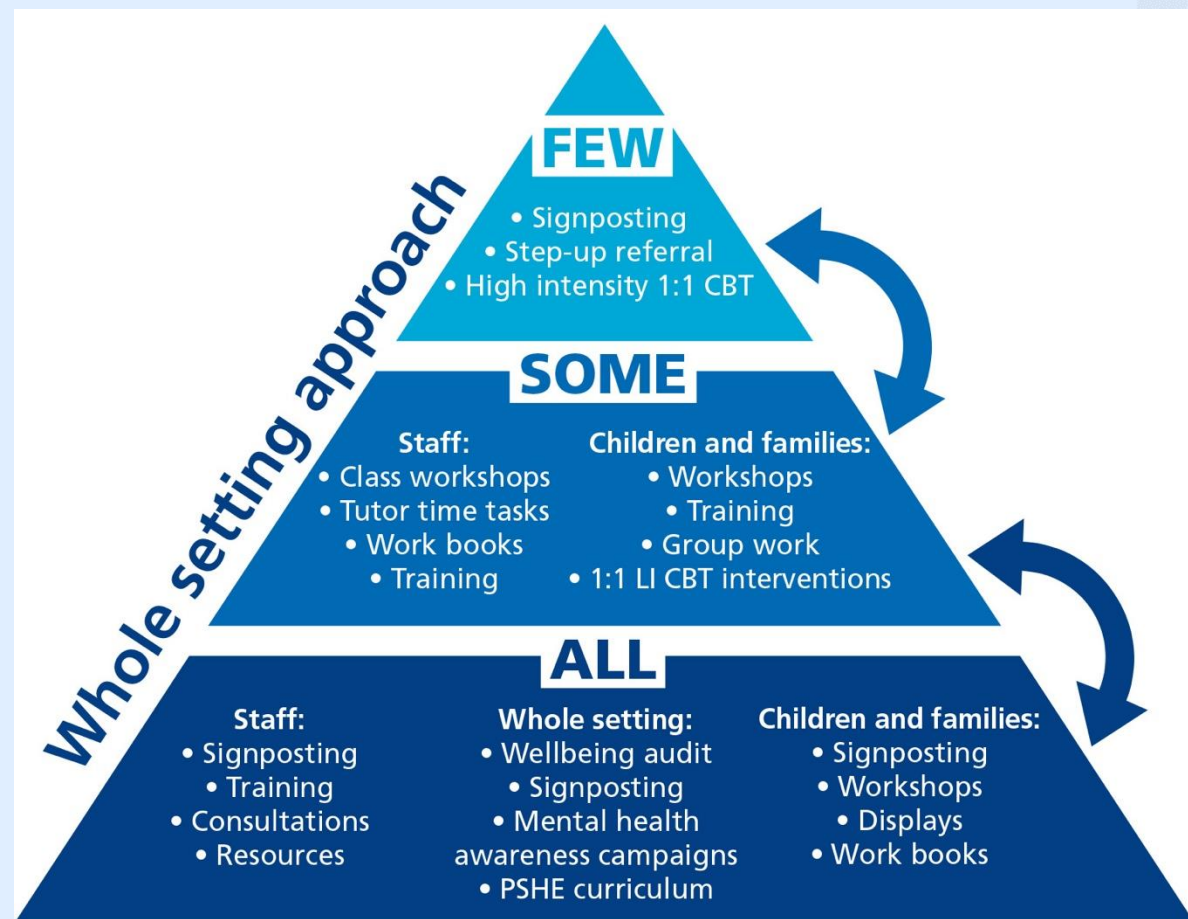 Whole setting approach
FEW
• Signposting
• Step-up referral
• High intensity 1:1 CBT
SOME
Staff:
• Class workshops
• Tutor time tasks
• Work books
• Training
Children and families:
• Workshops
• Training
• Group work
• 1:1 LI CBT interventions
ALL
Staff:
• Signposting
• Training
• Consultations
• Resources
Whole setting:
• Wellbeing audit
• Signposting
• Mental health
awareness campaigns
• PSHE curriculum
Children and families:
• Signposting
• Workshops
• Displays
• Work books